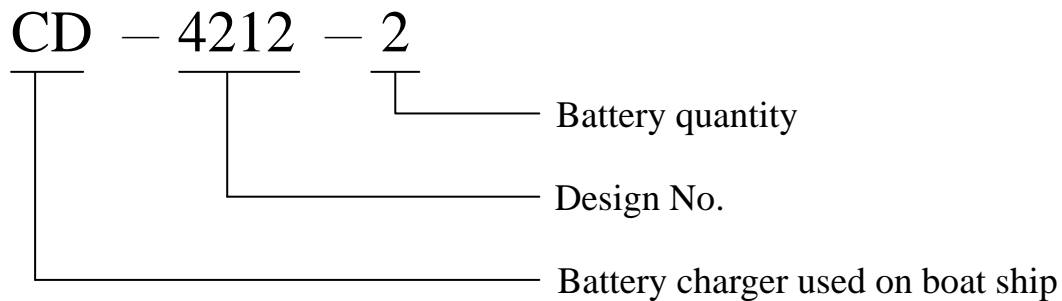 CD – 4212 – 2
Battery quantity
Design No.
Battery charger used on boat ship